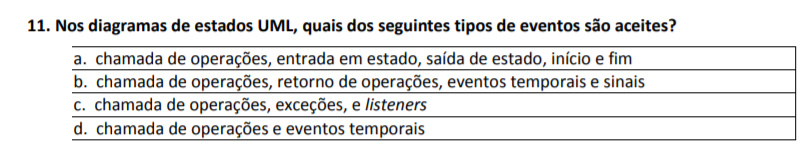 11. Nos diagramas de estados UML, quais dos seguintes tipos de eventos são aceites?
a. chamada de operações, entrada em estado, saída de estado, início e fim
b. chamada de operações, retorno de operações, eventos temporais e sinais
c. chamada de operações, exceções, e listeners
d. chamada de operações e eventos temporais